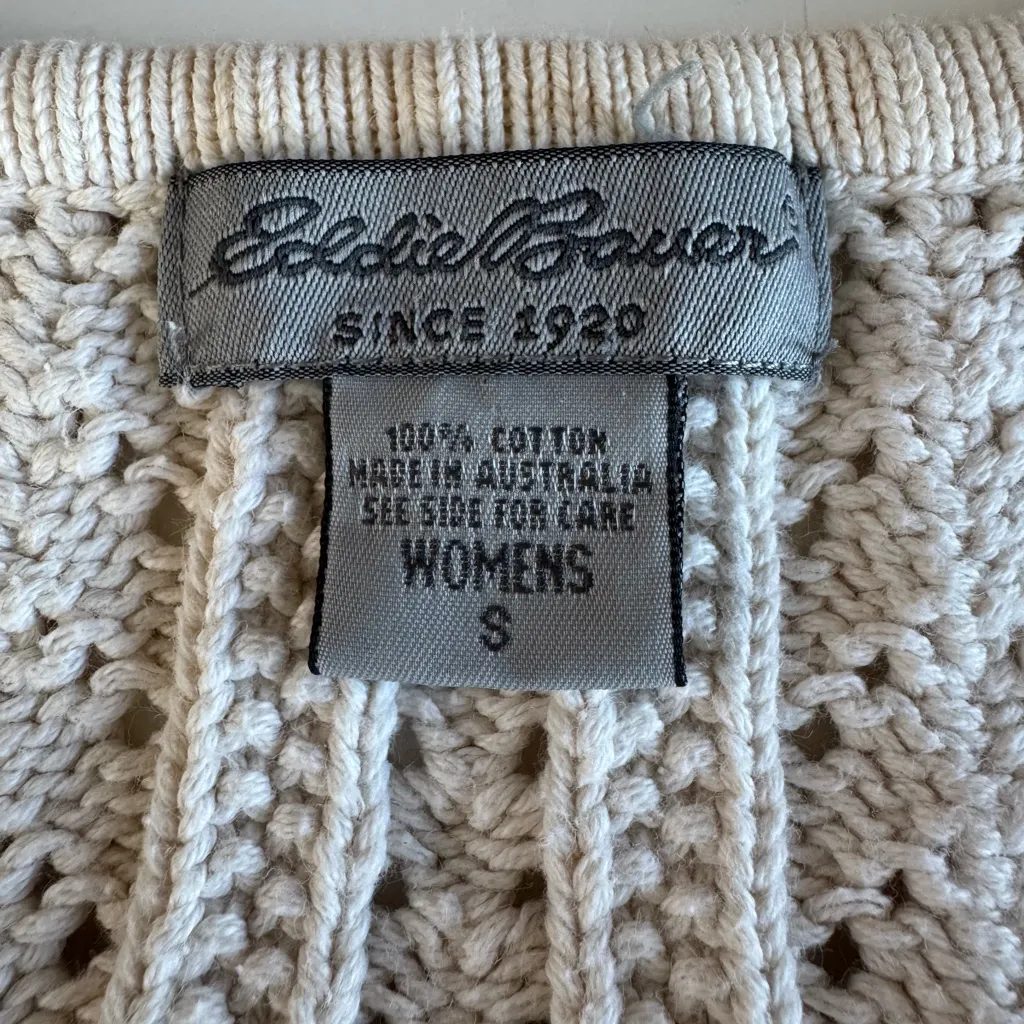 Eddie Bauer
SINCE 1920
100% COTTON
MADE IN AUSTRALIA
SEE SIDE FOR CARE
WOMENS
S